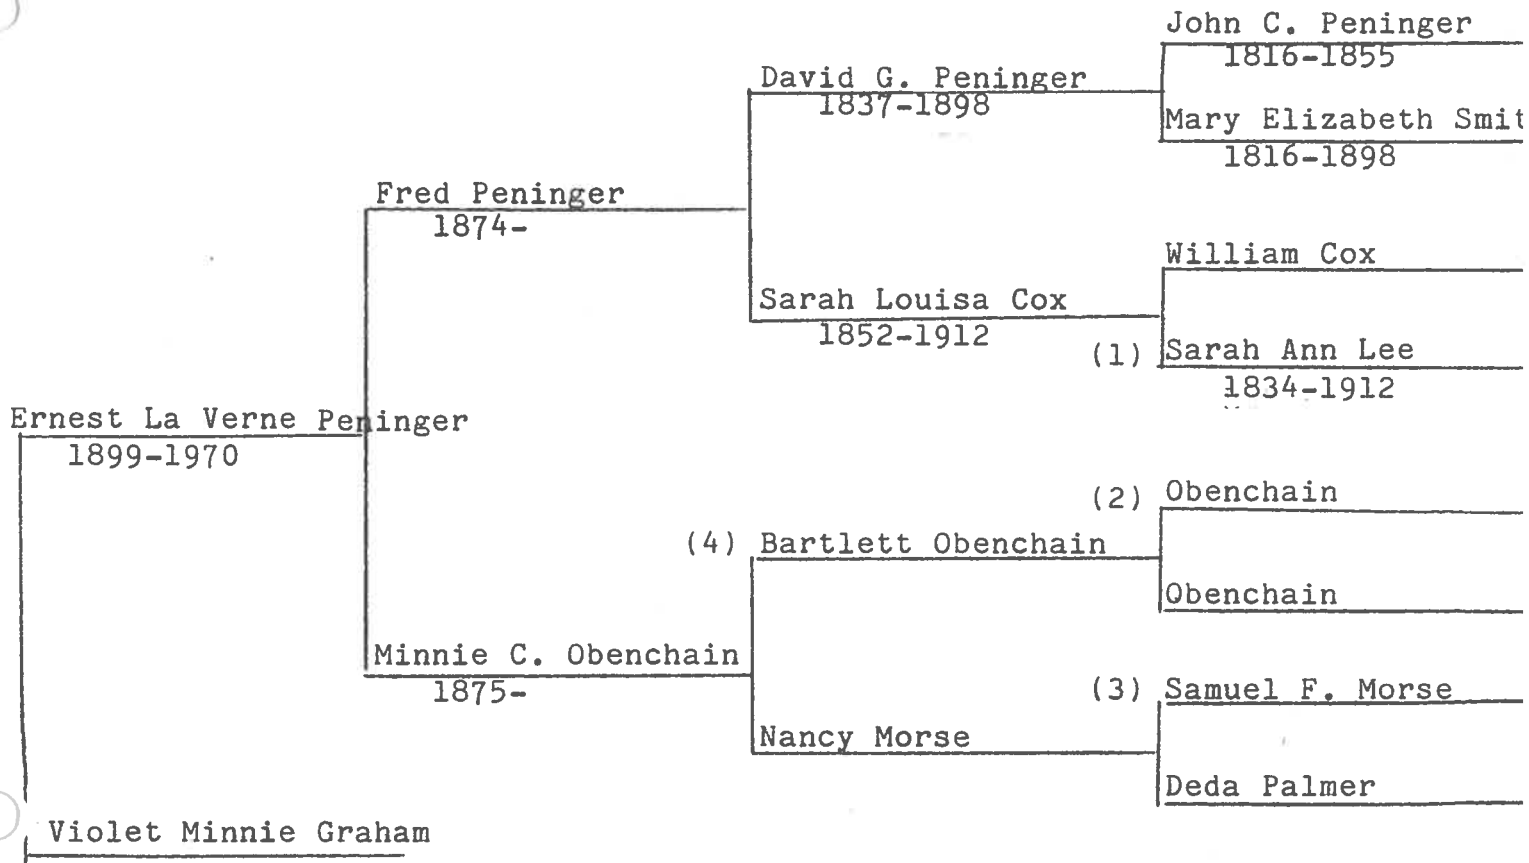 John C. Peninger
1816-1855
David G. Peninger
1837-1898
Mary Elizabeth Smit
1816-1898
Fred Peninger
1874-
William Cox
Sarah Louisa Cox
1852-1912
(1) Sarah Ann Lee
1834-1912
Ernest La Verne Peninger
1899-1970
(2) Obenchain
(4) Bartlett Obenchain
Obenchain
Minnie C. Obenchain
1875-
(3) Samuel F. Morse
Nancy Morse
Deda Palmer
Violet Minnie Graham